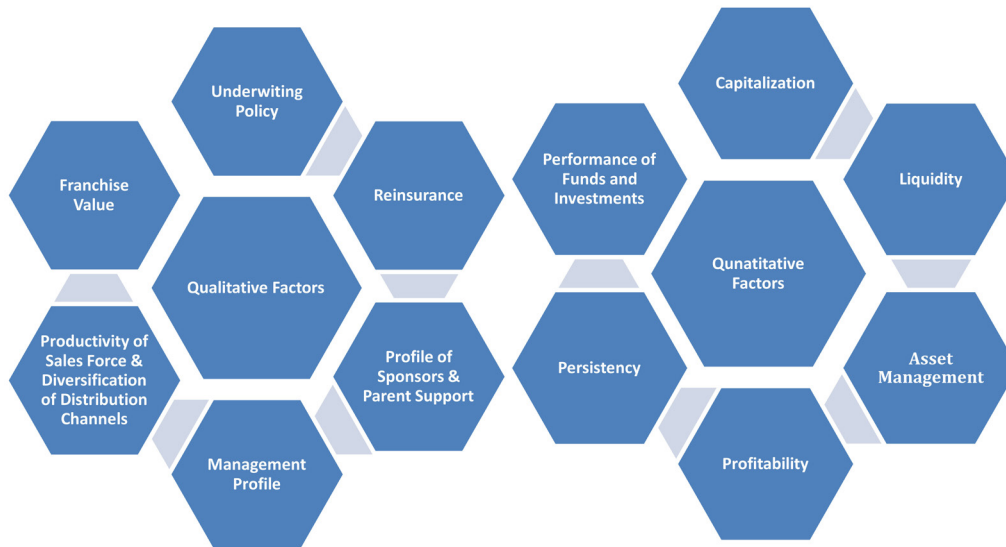 Underwiting
Policy
Reinsurance
Profile of
Sponsors &
Parent Support
Management
Profile
Productivity of
Sales Force &
Diversification
of Distribution
Channels
Franchise
Value
Qualitative Factors
Capitalization
Liquidity
Asset
Management
Profitability
Persistency
Performance of
Funds and
Investments
Qunatitative
Factors